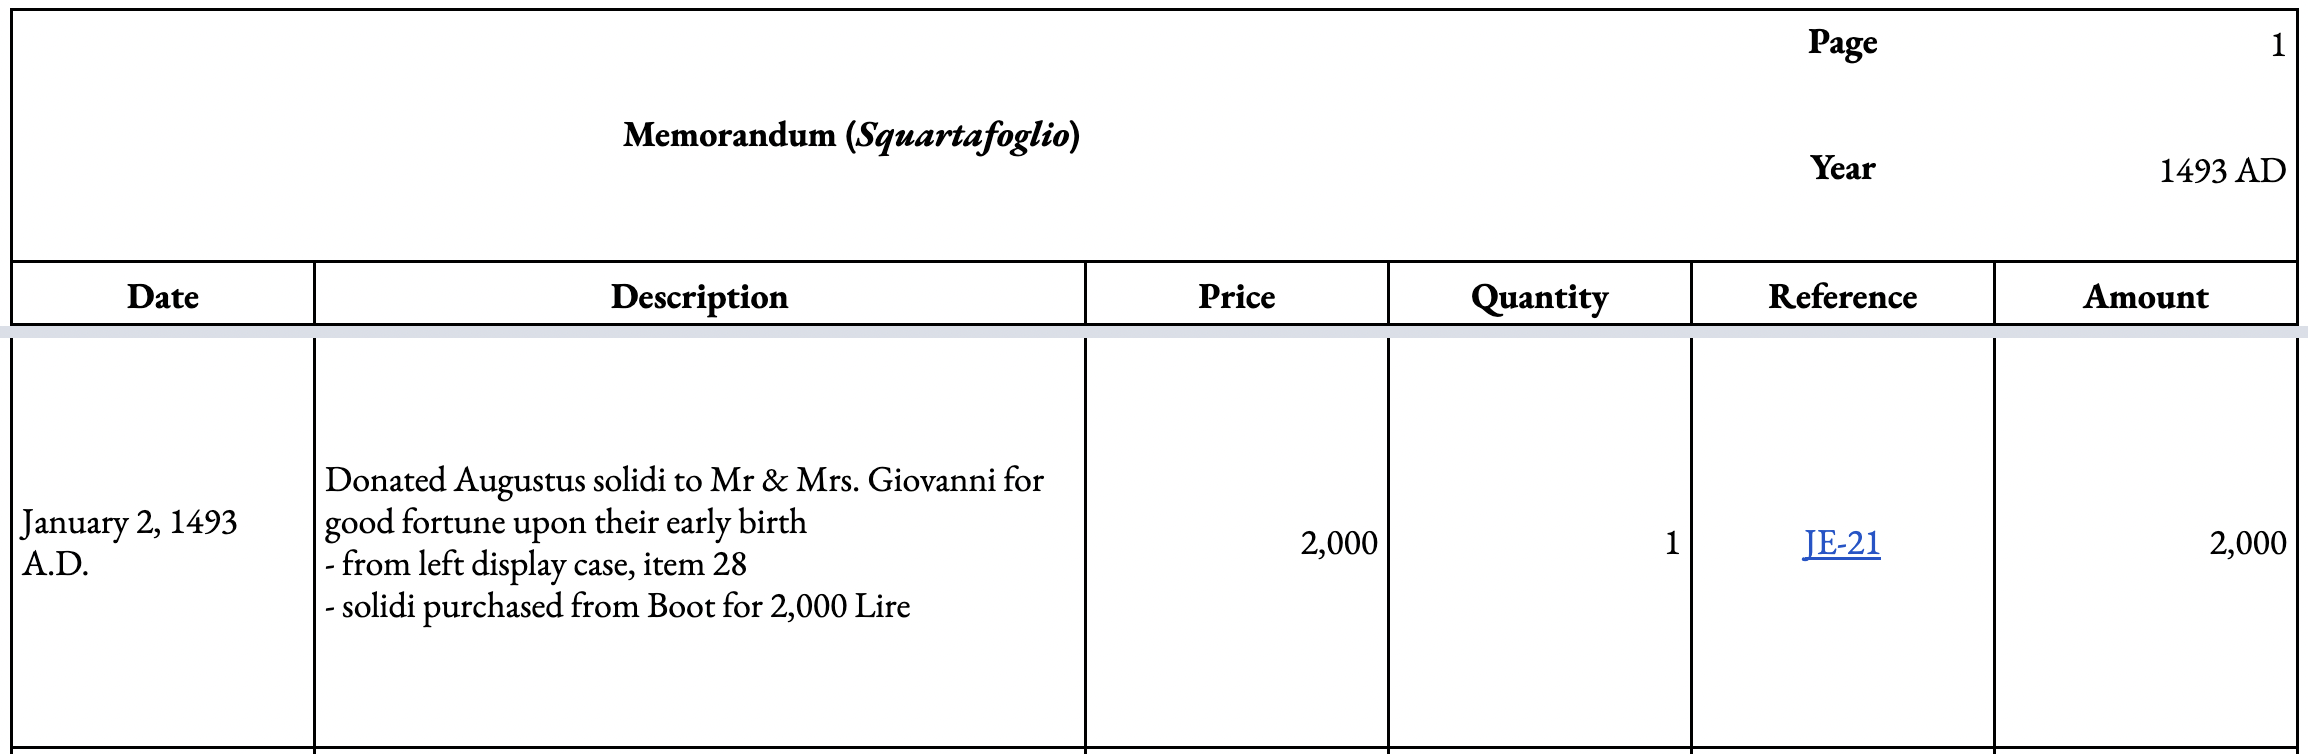 Page 1
Memorandum (Squartafoglio)
Year 1493 AD
Date Description Price Quantity Reference Amount
Donated Augustus solidi to Mr & Mrs. Giovanni for
good fortune upon their early birth
- from left display case, item 28
- solidi purchased from Boot for 2,000 Lire
January 2, 1493
A.D.
2,000
1
JE-21
2,000